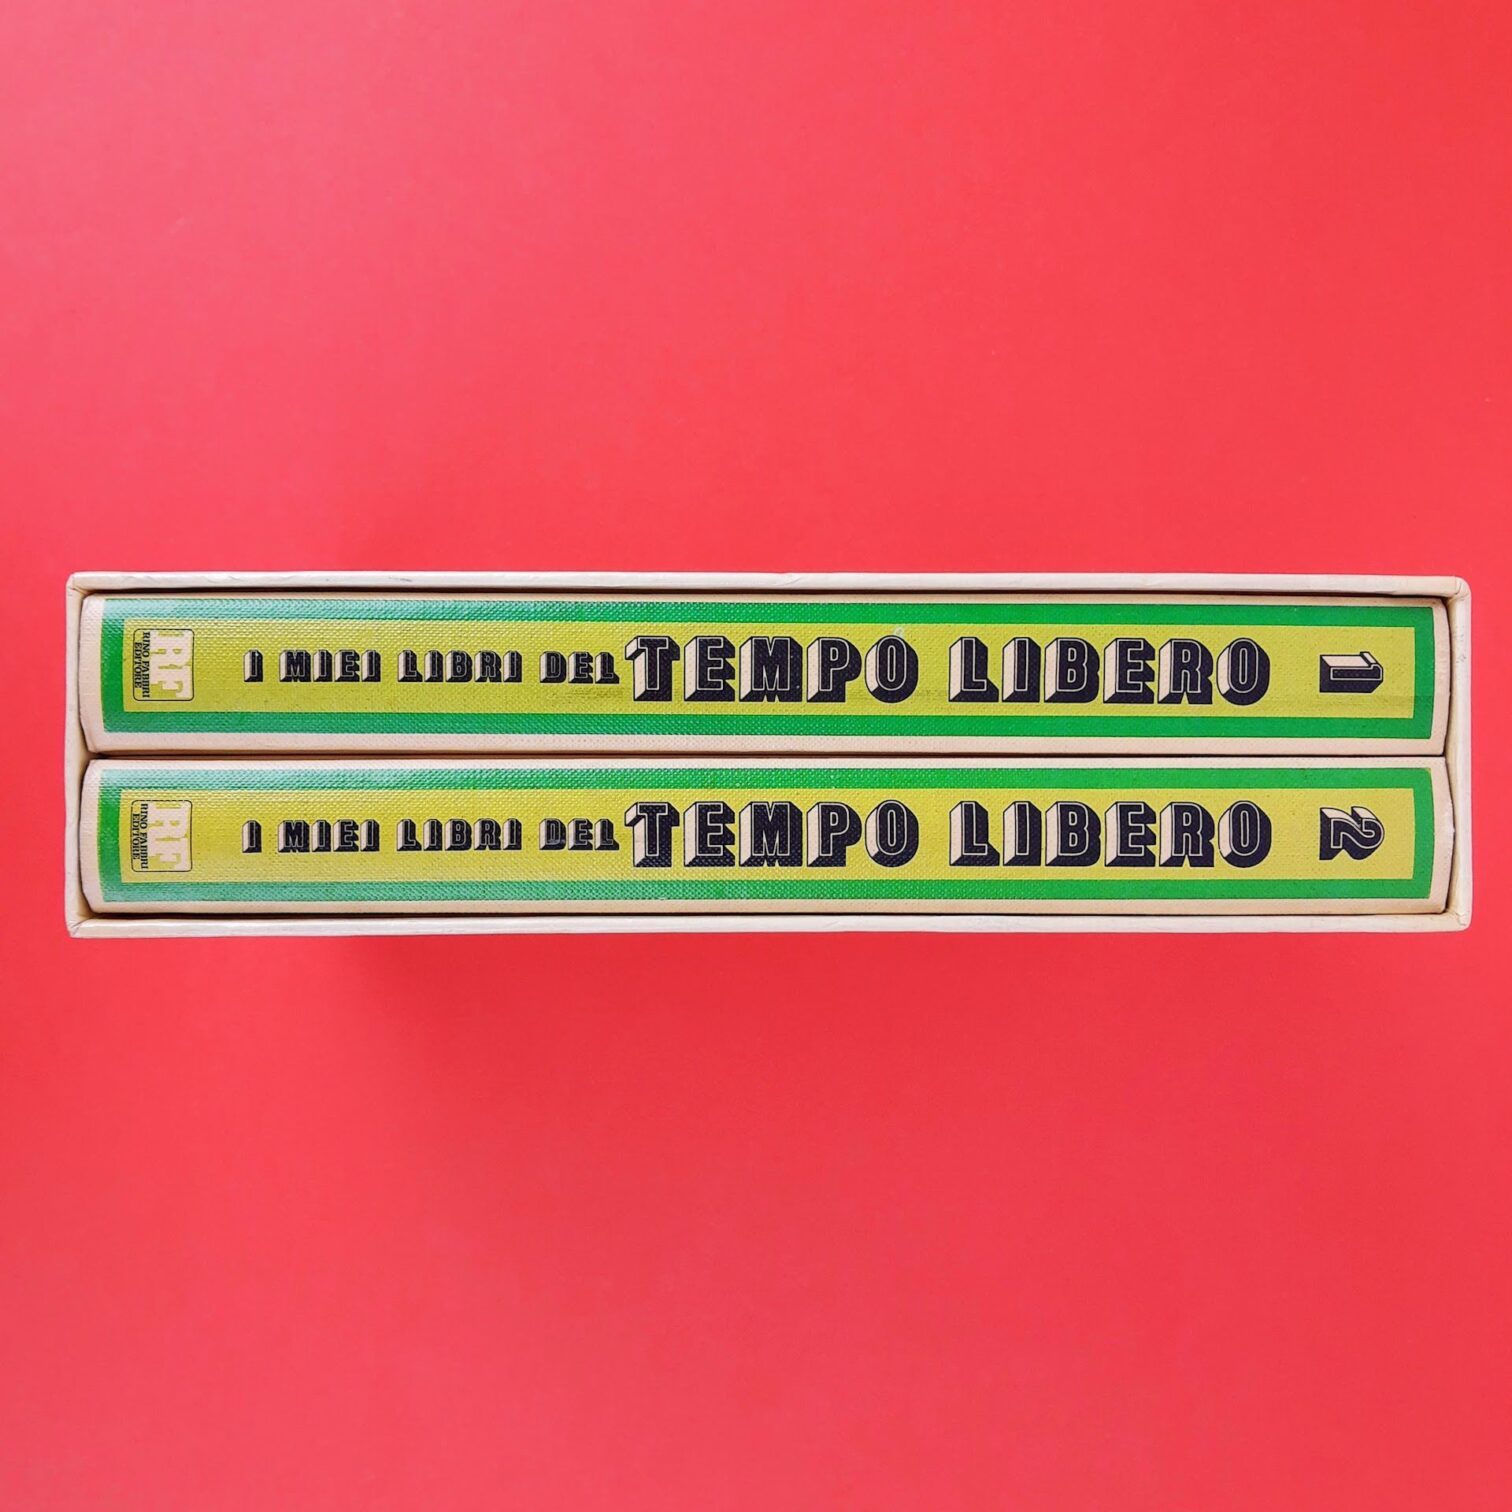 RF
RINO FABBRI
EDITORE
I MIEI LIBRI DEL TEMPO LIBERO 1
RF
RINO FABBRI
EDITORE
I MIEI LIBRI DEL TEMPO LIBERO 2